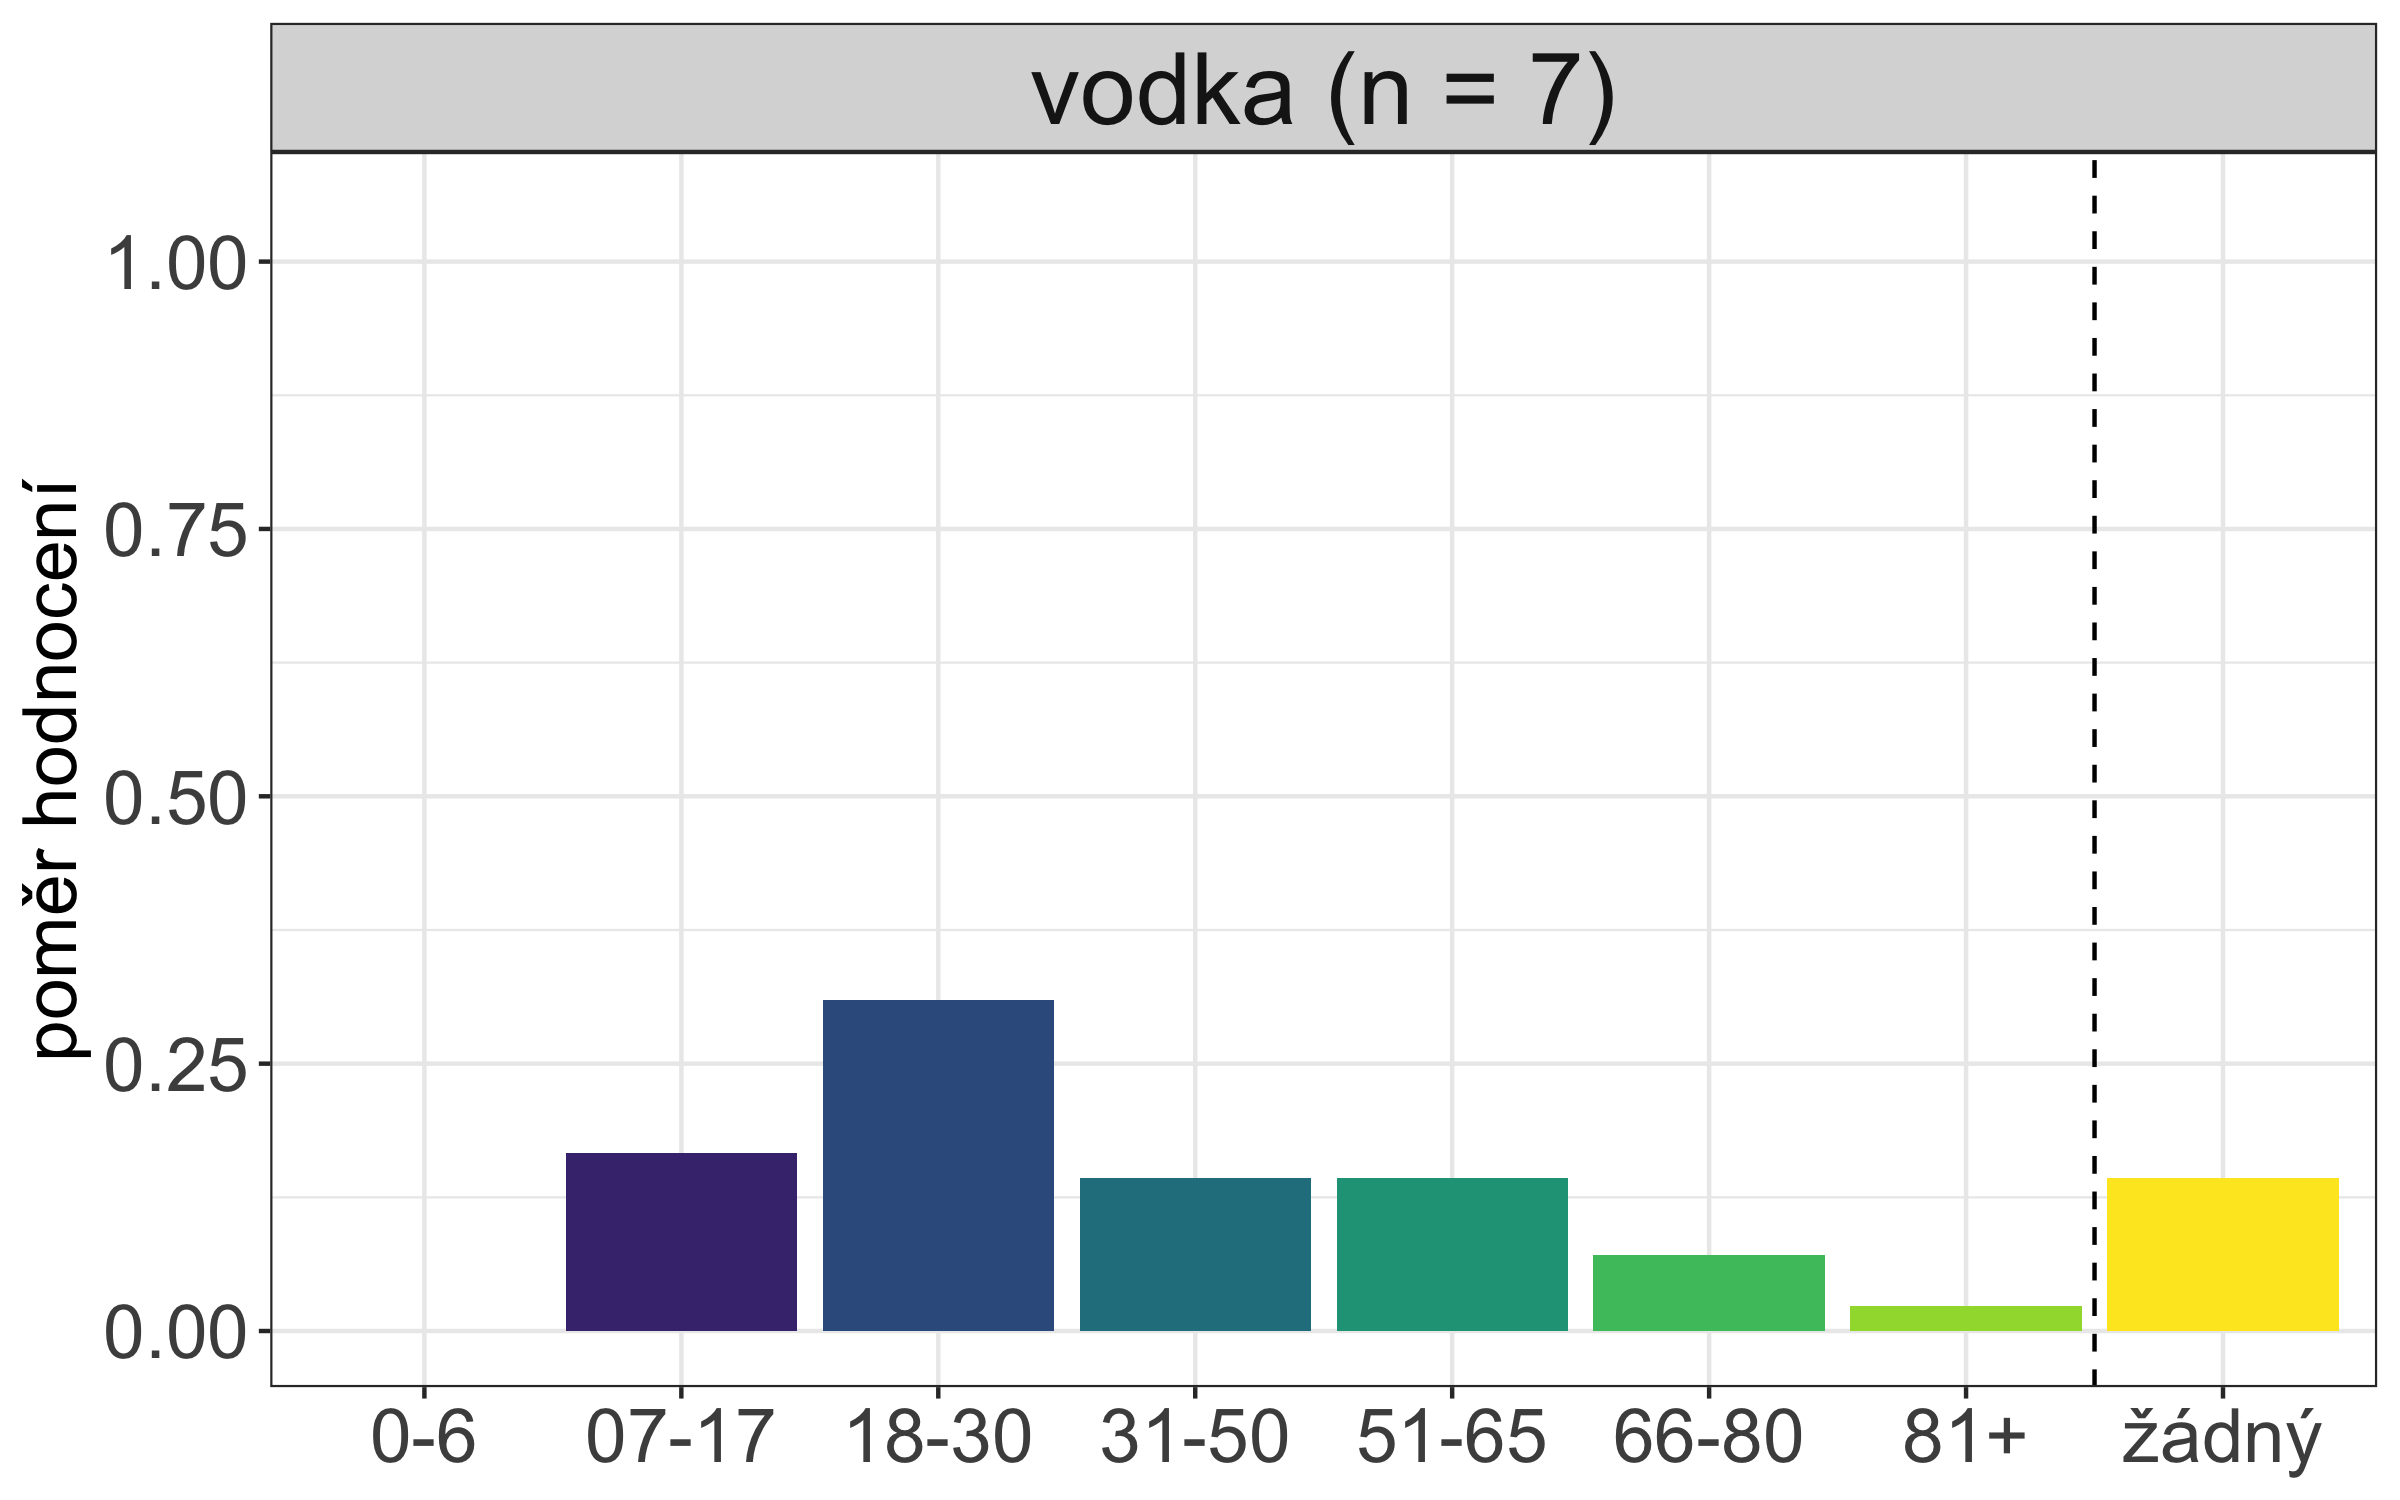 vodka (n = 7)
poměr hodnocení
1.00
0.75
0.50
0.25
0.00
0-6 07-17 18-30 31-50 51-65 66-80 81+ žádný